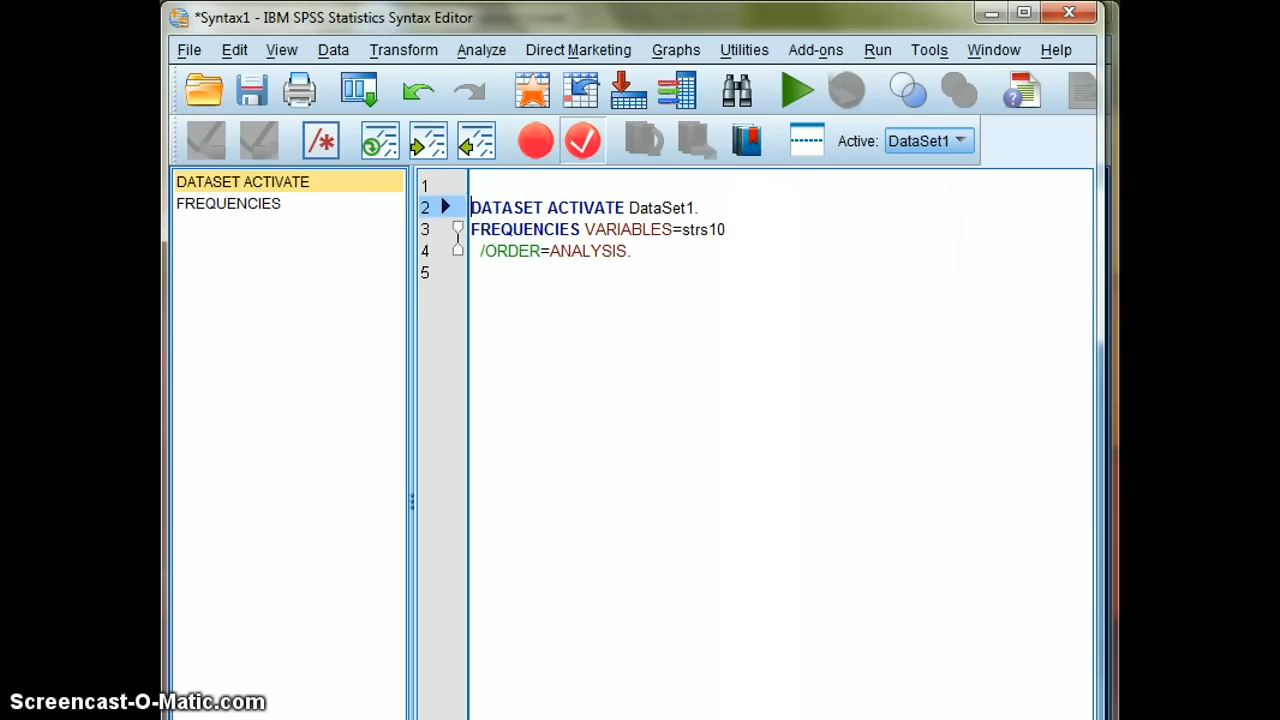 *Syntax1 - IBM SPSS Statistics Syntax Editor
File Edit View Data Transform Analyze Direct Marketing Graphs Utilities Add-ons Run Tools Window Help
Active: DataSet1
DATASET ACTIVATE
FREQUENCIES
1
2 DATASET ACTIVATE DataSet1.
3 FREQUENCIES VARIABLES=strs10
4 /ORDER=ANALYSIS.
5
Screencast-O-Matic.com